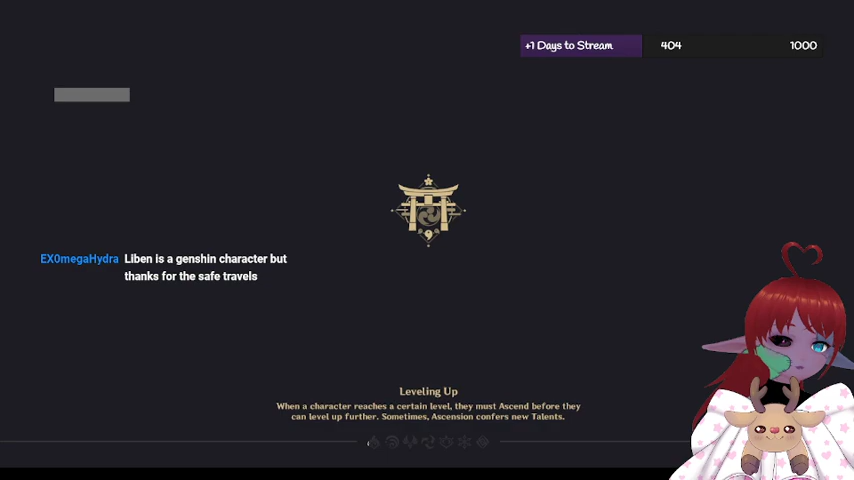 +1 Days to Stream 404 1000
EX0megaHydra Liben is a genshin character but
thanks for the safe travels
Leveling Up
When a character reaches a certain level, they must Ascend before they
can level up further. Sometimes, Ascension confers new Talents.